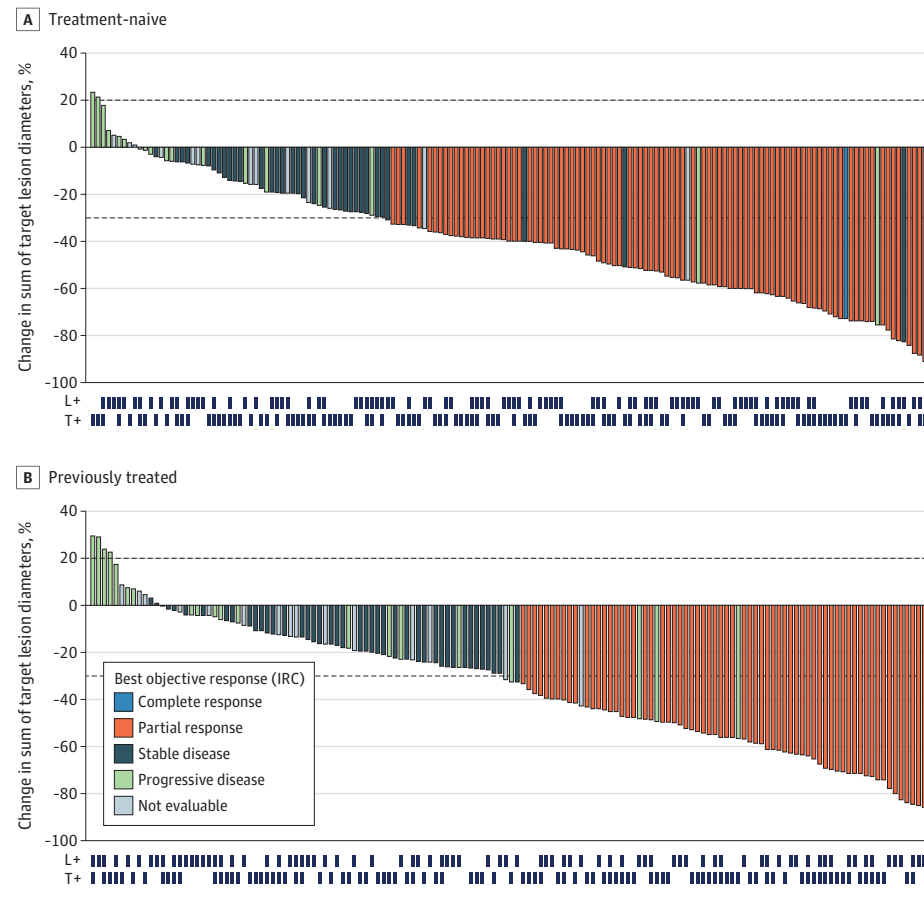 A Treatment-naive
Change in sum of target lesion diameters, %
40
20
0
-20
-40
-60
-80
-100
L+
T+
B Previously treated
Change in sum of target lesion diameters, %
40
20
0
-20
-40
-60
-80
-100
Best objective response (IRC)
Complete response
Partial response
Stable disease
Progressive disease
Not evaluable
L+
T+